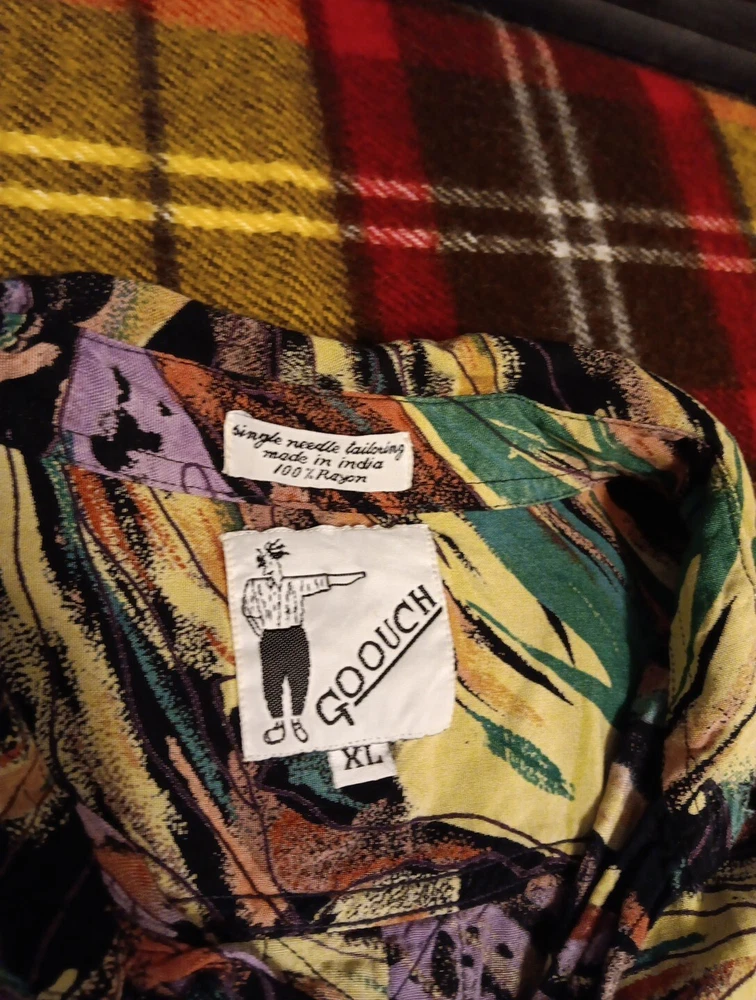 single needle tailoring
made in india
100% Rayon
GOOUCH
XL